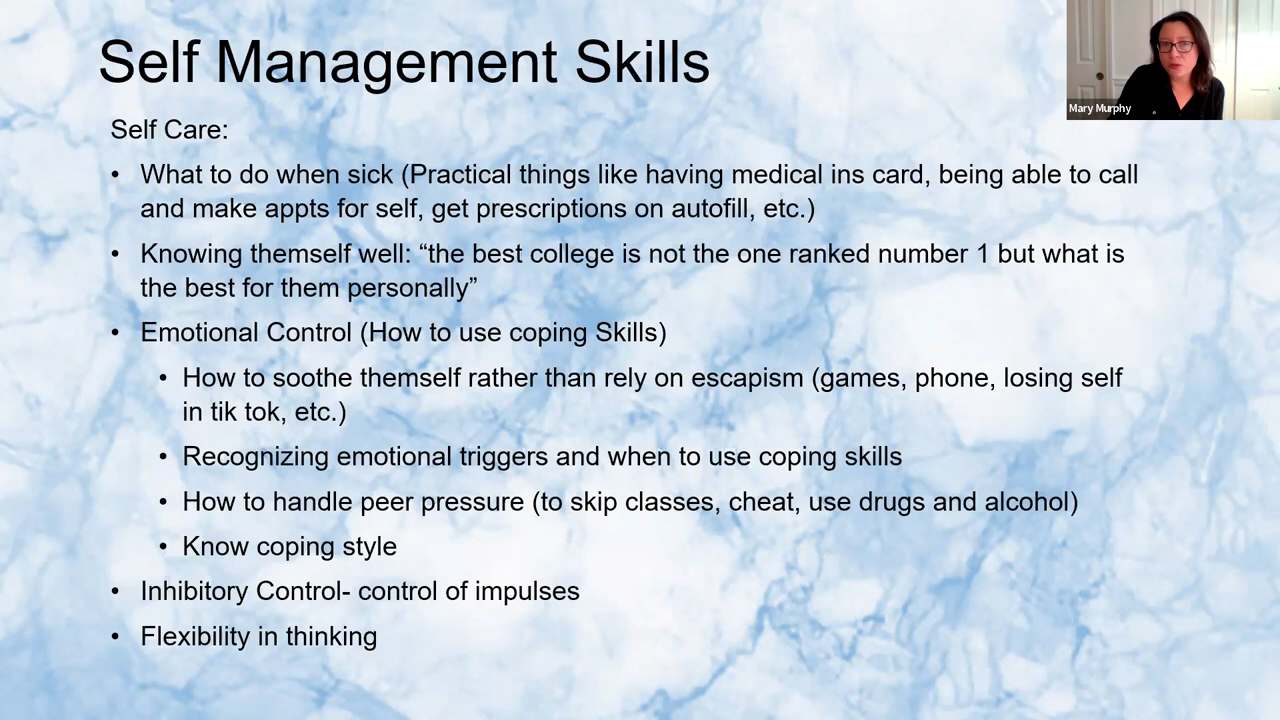 Self Management Skills
Mary Murphy
Self Care:
• What to do when sick (Practical things like having medical ins card, being able to call
and make appts for self, get prescriptions on autofill, etc.)
• Knowing themself well: “the best college is not the one ranked number 1 but what is
the best for them personally”
• Emotional Control (How to use coping Skills)
• How to soothe themself rather than rely on escapism (games, phone, losing self
in tik tok, etc.)
• Recognizing emotional triggers and when to use coping skills
• How to handle peer pressure (to skip classes, cheat, use drugs and alcohol)
• Know coping style
• Inhibitory Control- control of impulses
• Flexibility in thinking